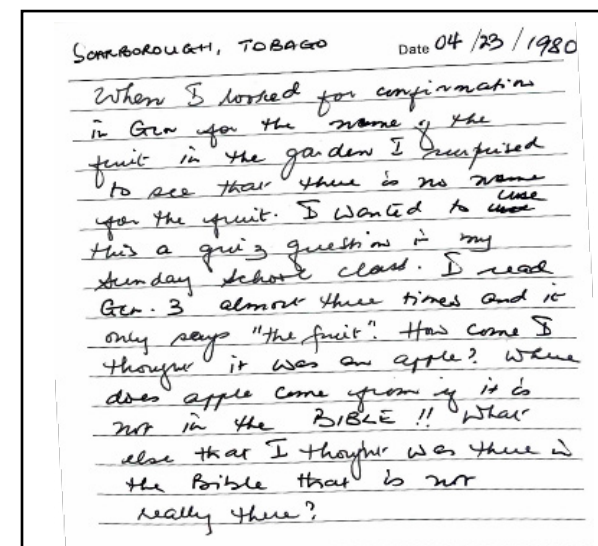 SCARBOROUGH, TOBAGO Date 04/23/1980
When I looked for confirmation
in Gen for the name of the
fruit in the garden I surprised
to see that there is no name
for the fruit. I wanted to use
this a quiz question in my
Sunday School class. I read
Gen. 3 almost three times and it
only says "the fruit". How come I
thought it was an apple? Where
does apple come from if it is
not in the BIBLE !! What
else that I thought was there in
the Bible that is not
really there?